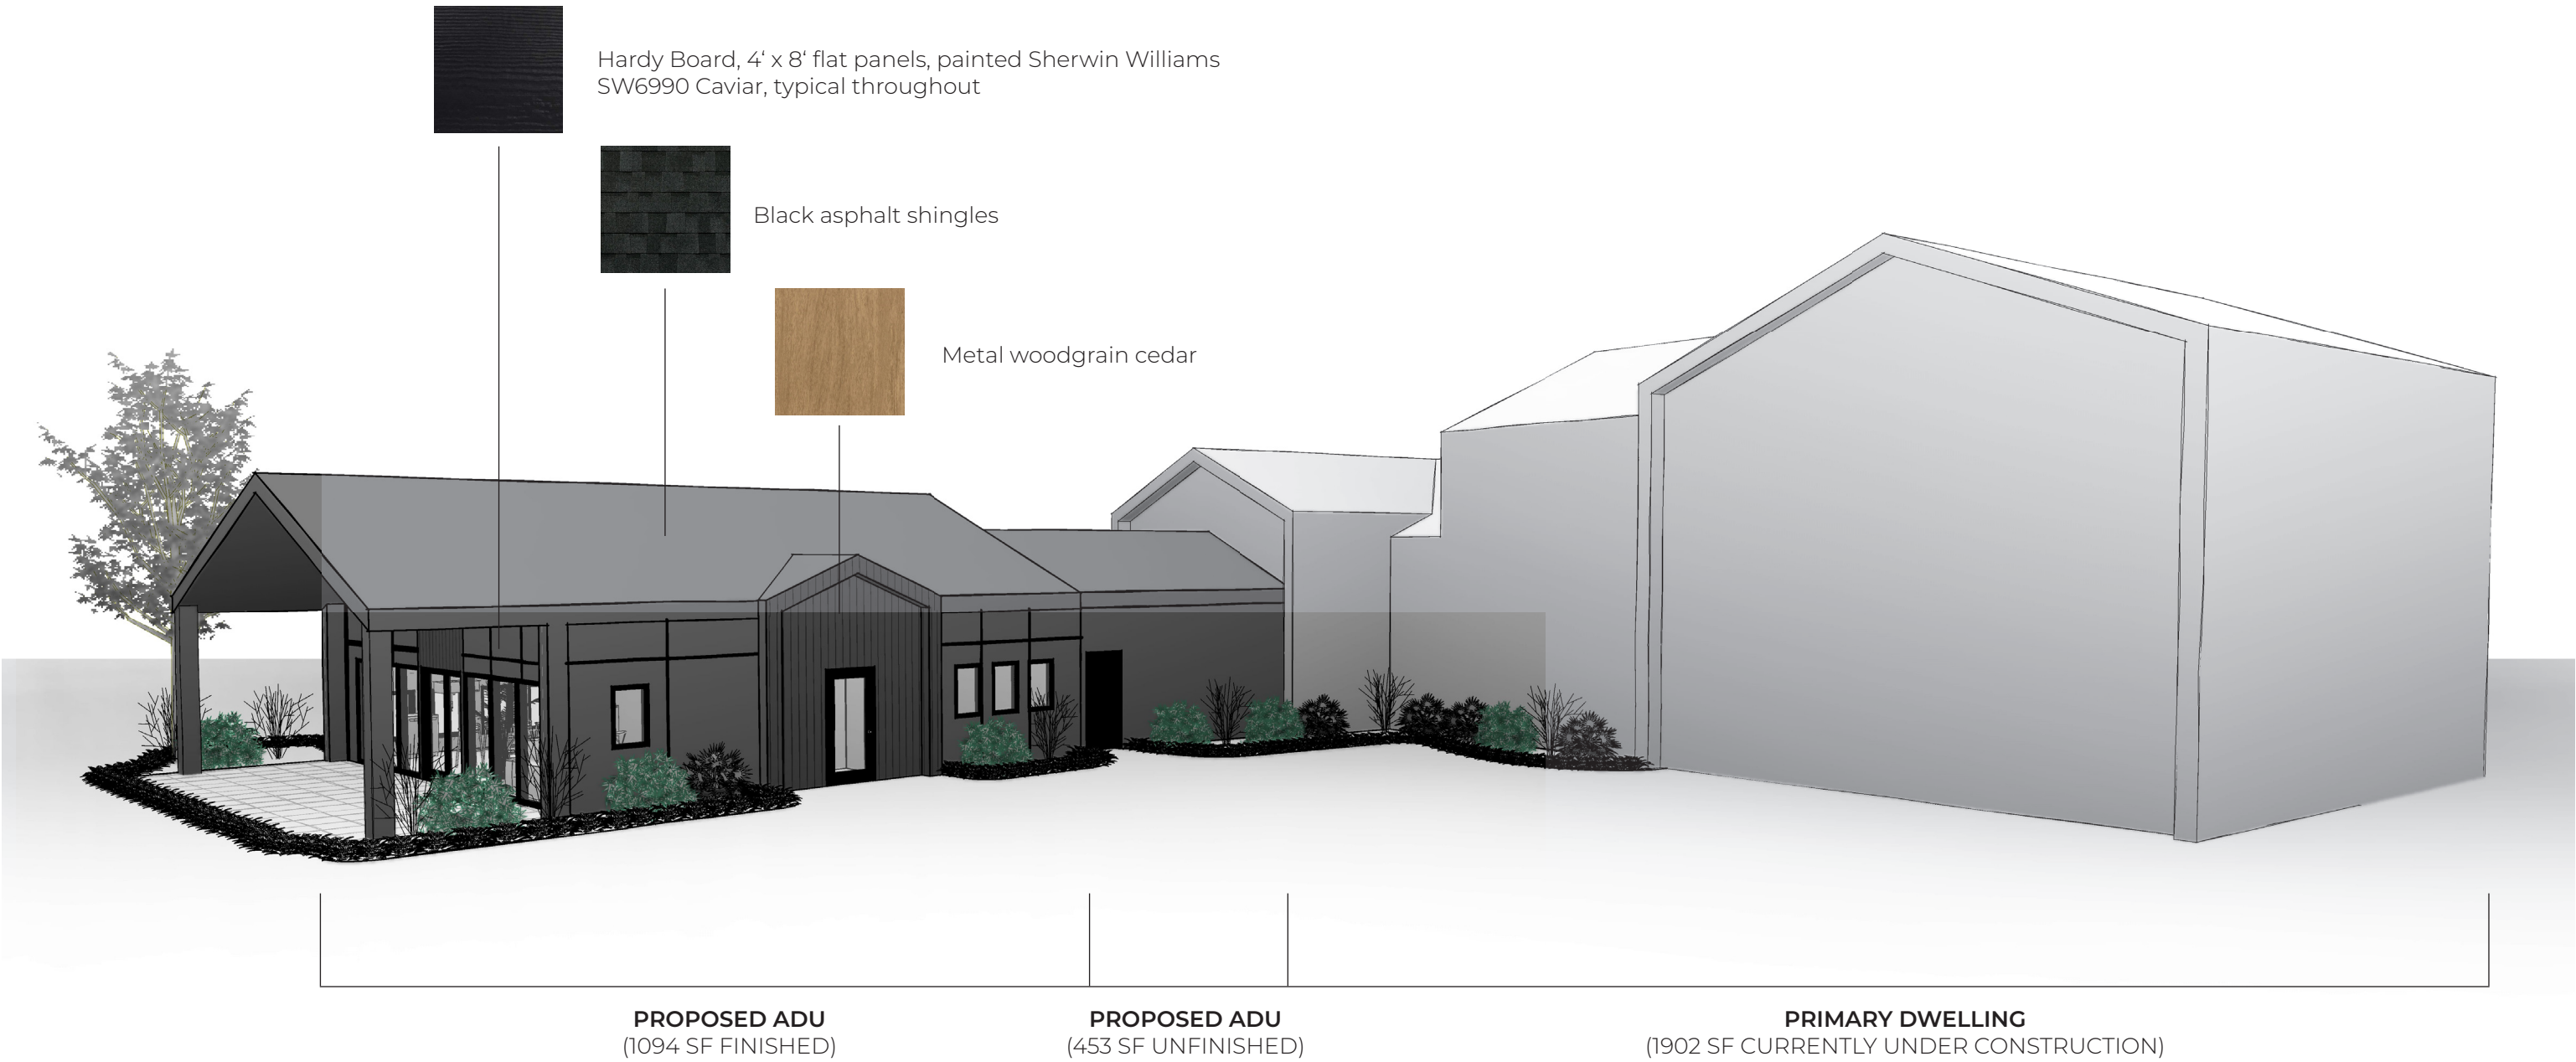 Hardy Board, 4‘ x 8‘ flat panels, painted Sherwin Williams
SW6990 Caviar, typical throughout
Black asphalt shingles
Metal woodgrain cedar
PROPOSED ADU
(1094 SF FINISHED)
PROPOSED ADU
(453 SF UNFINISHED)
PRIMARY DWELLING
(1902 SF CURRENTLY UNDER CONSTRUCTION)